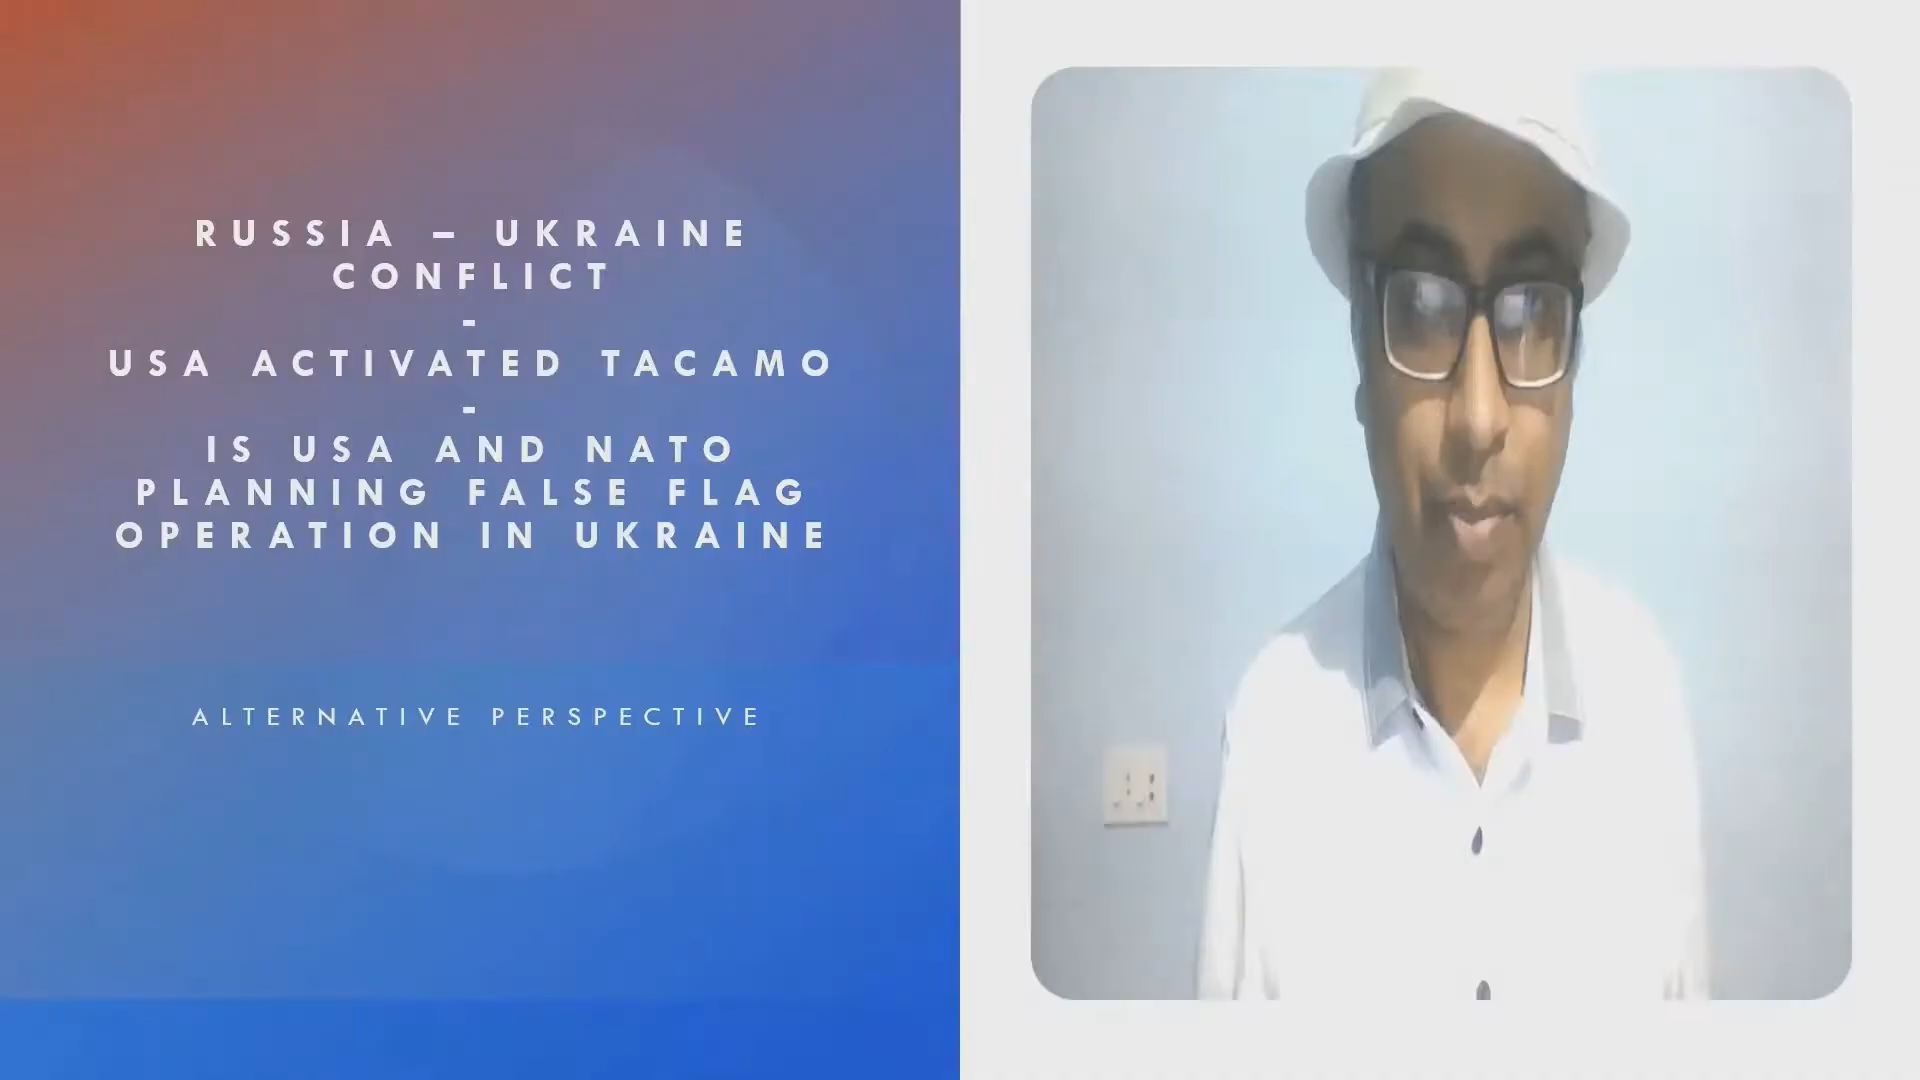 RUSSIA – UKRAINE
CONFLICT
-
USA ACTIVATED TACAMO
-
IS USA AND NATO
PLANNING FALSE FLAG
OPERATION IN UKRAINE
ALTERNATIVE PERSPECTIVE